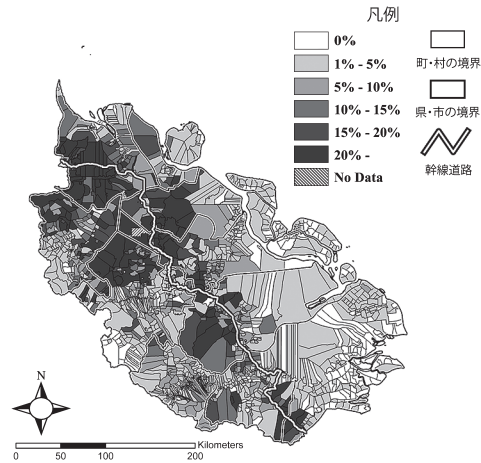 凡例
0%
1% - 5%
5% - 10%
10% - 15%
15% - 20%
20% -
No Data
町・村の境界
県・市の境界
幹線道路
N
Kilometers
0 50 100 200